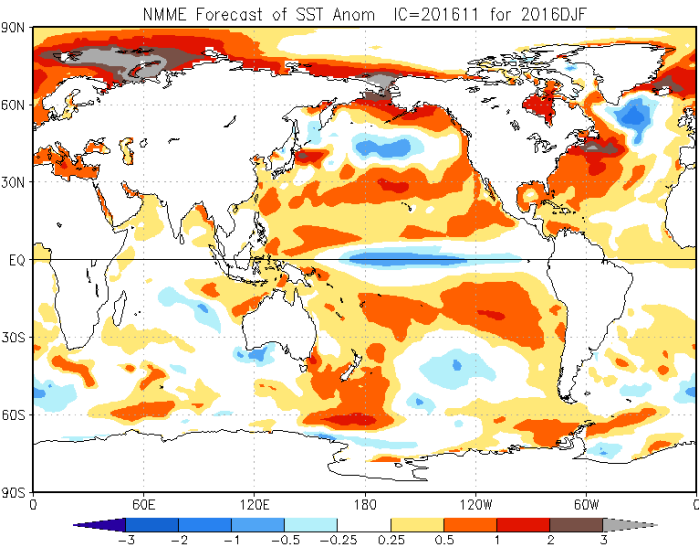 NMME Forecast of SST Anom IC=201611 for 2016DJF
90N
60N
30N
EQ
30S
60S
90S
0 60E 120E 180 120W 60W 0
-3 -2 -1 -0.5 -0.25 0.25 0.5 1 2 3